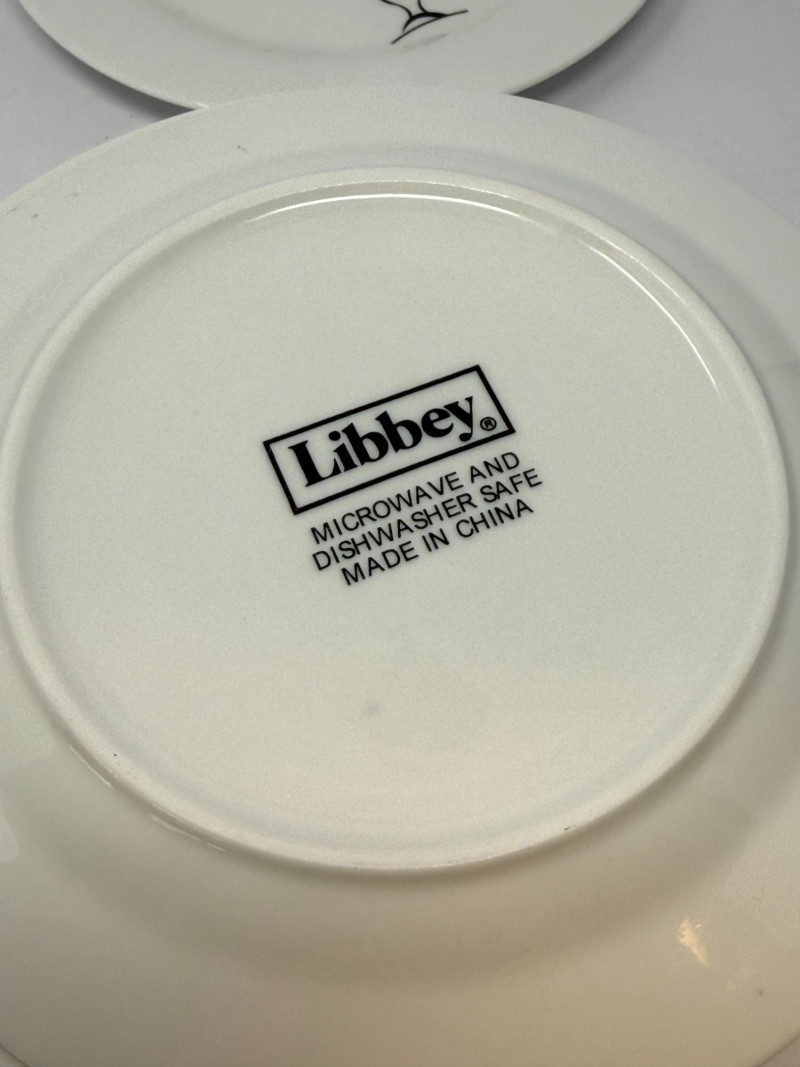 Libbey®
MICROWAVE AND
DISHWASHER SAFE
MADE IN CHINA